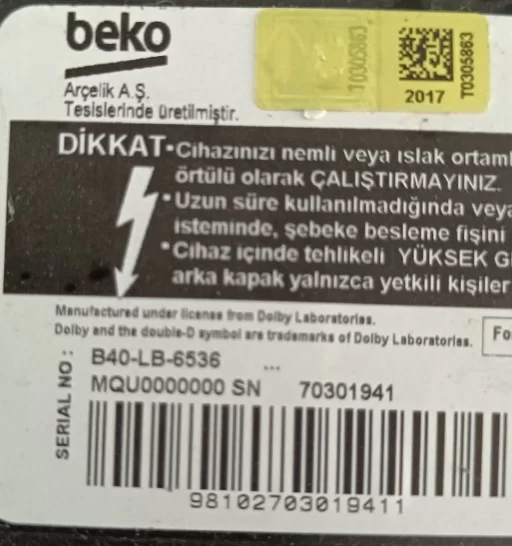 beko
Arçelik A.Ş.
Tesislerinde üretilmiştir.
T0305863
2017
T0305863
DİKKAT•Cihazınızı nemli veya ıslak ortaml
örtülü olarak ÇALIŞTIRMAYINIZ.
•Uzun süre kullanılmadığında veya
isteminde, şebeke besleme fişini
•Cihaz içinde tehlikeli YÜKSEK G
arka kapak yalnızca yetkili kişiler
Manufactured under license from Dolby Laboratories.
Dolby and the double-D symbol are trademarks of Dolby Laboratories.
Fo
SERIAL NO:
B40-LB-6536 ...
MQU0000000 SN 70301941
98102703019411